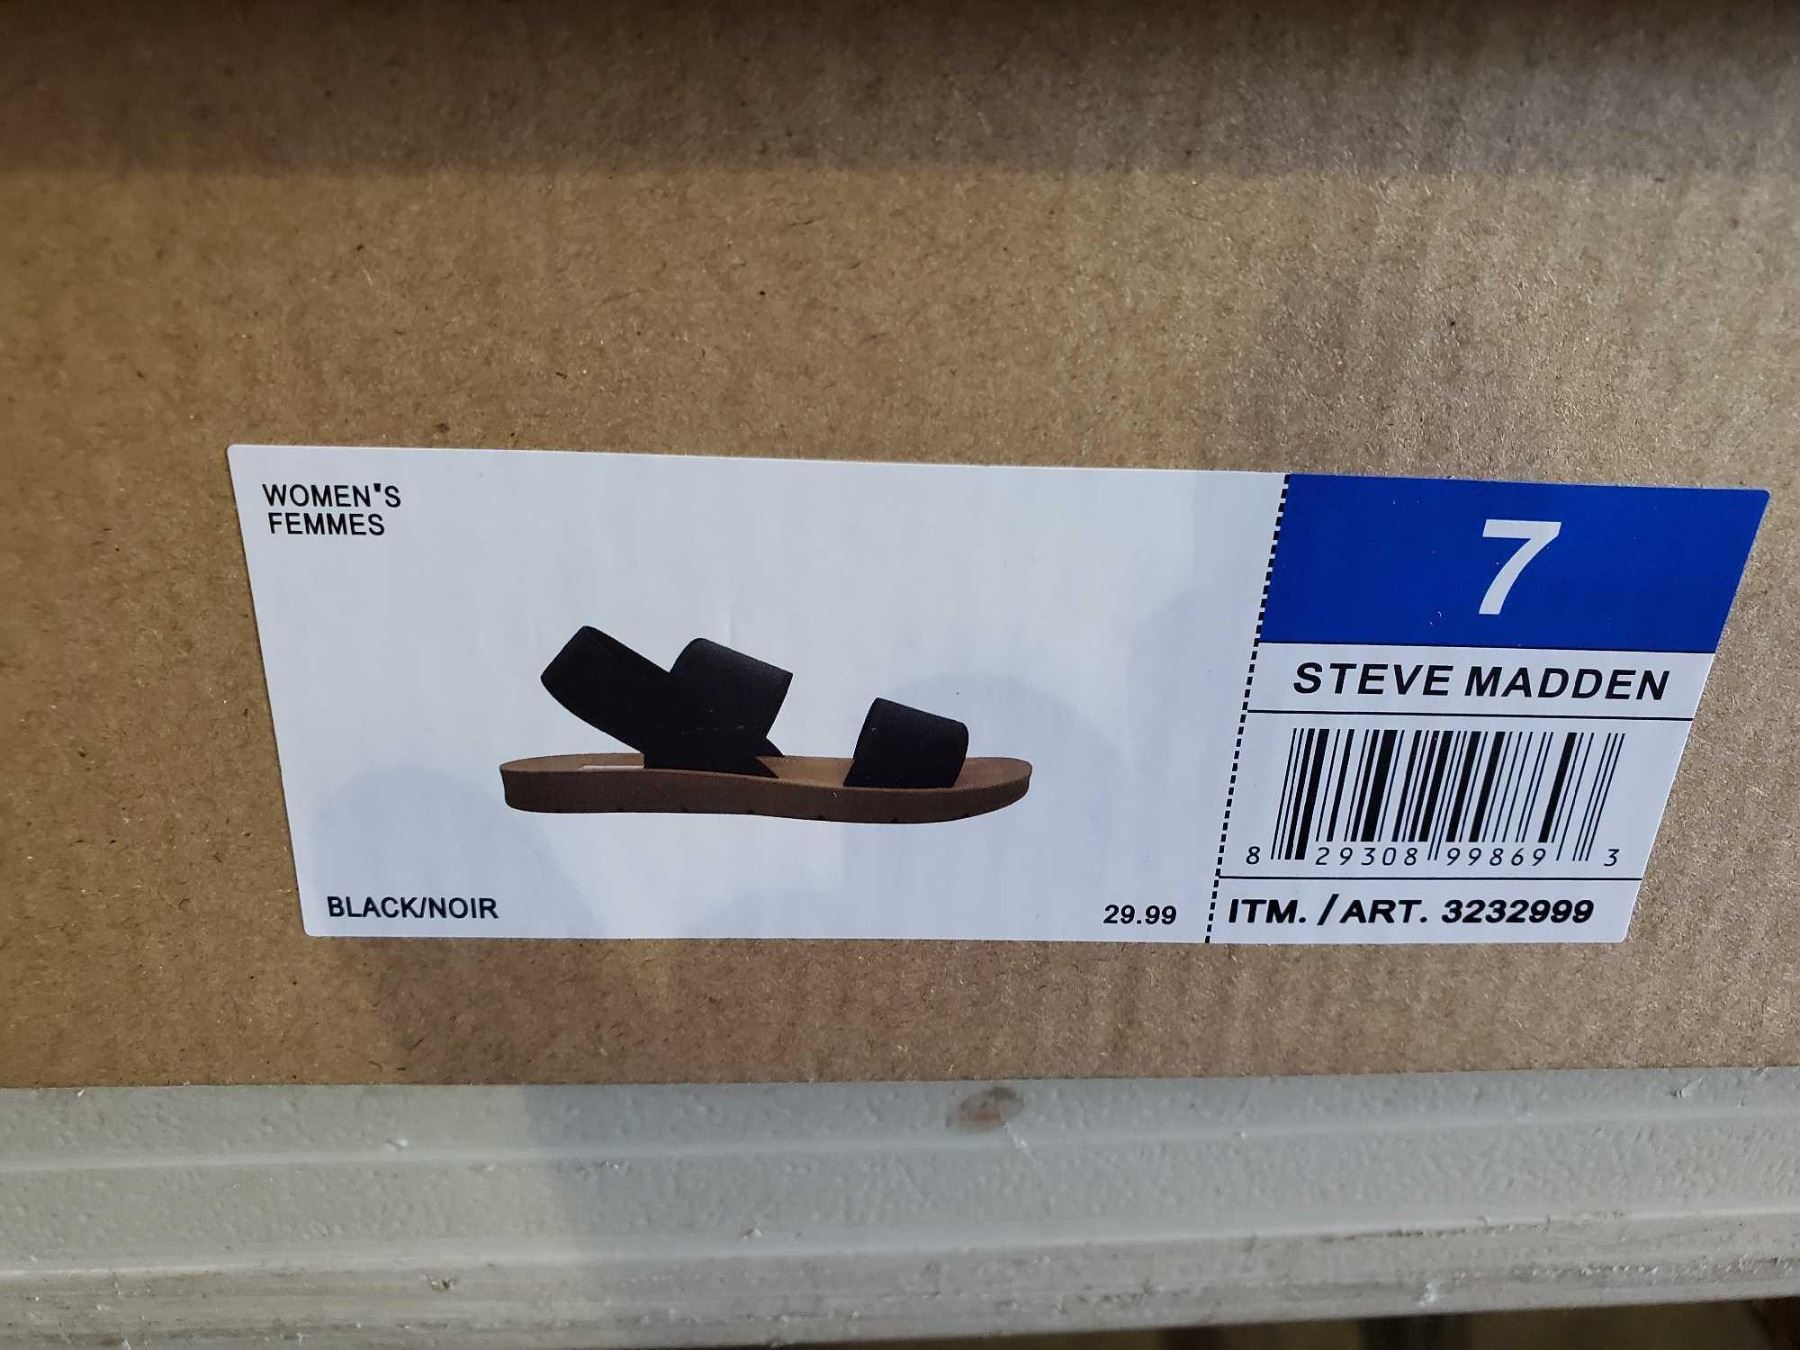 WOMEN'S
FEMMES
7
STEVE MADDEN
8 29308 99869 3
BLACK/NOIR
29.99
ITM. / ART. 3232999